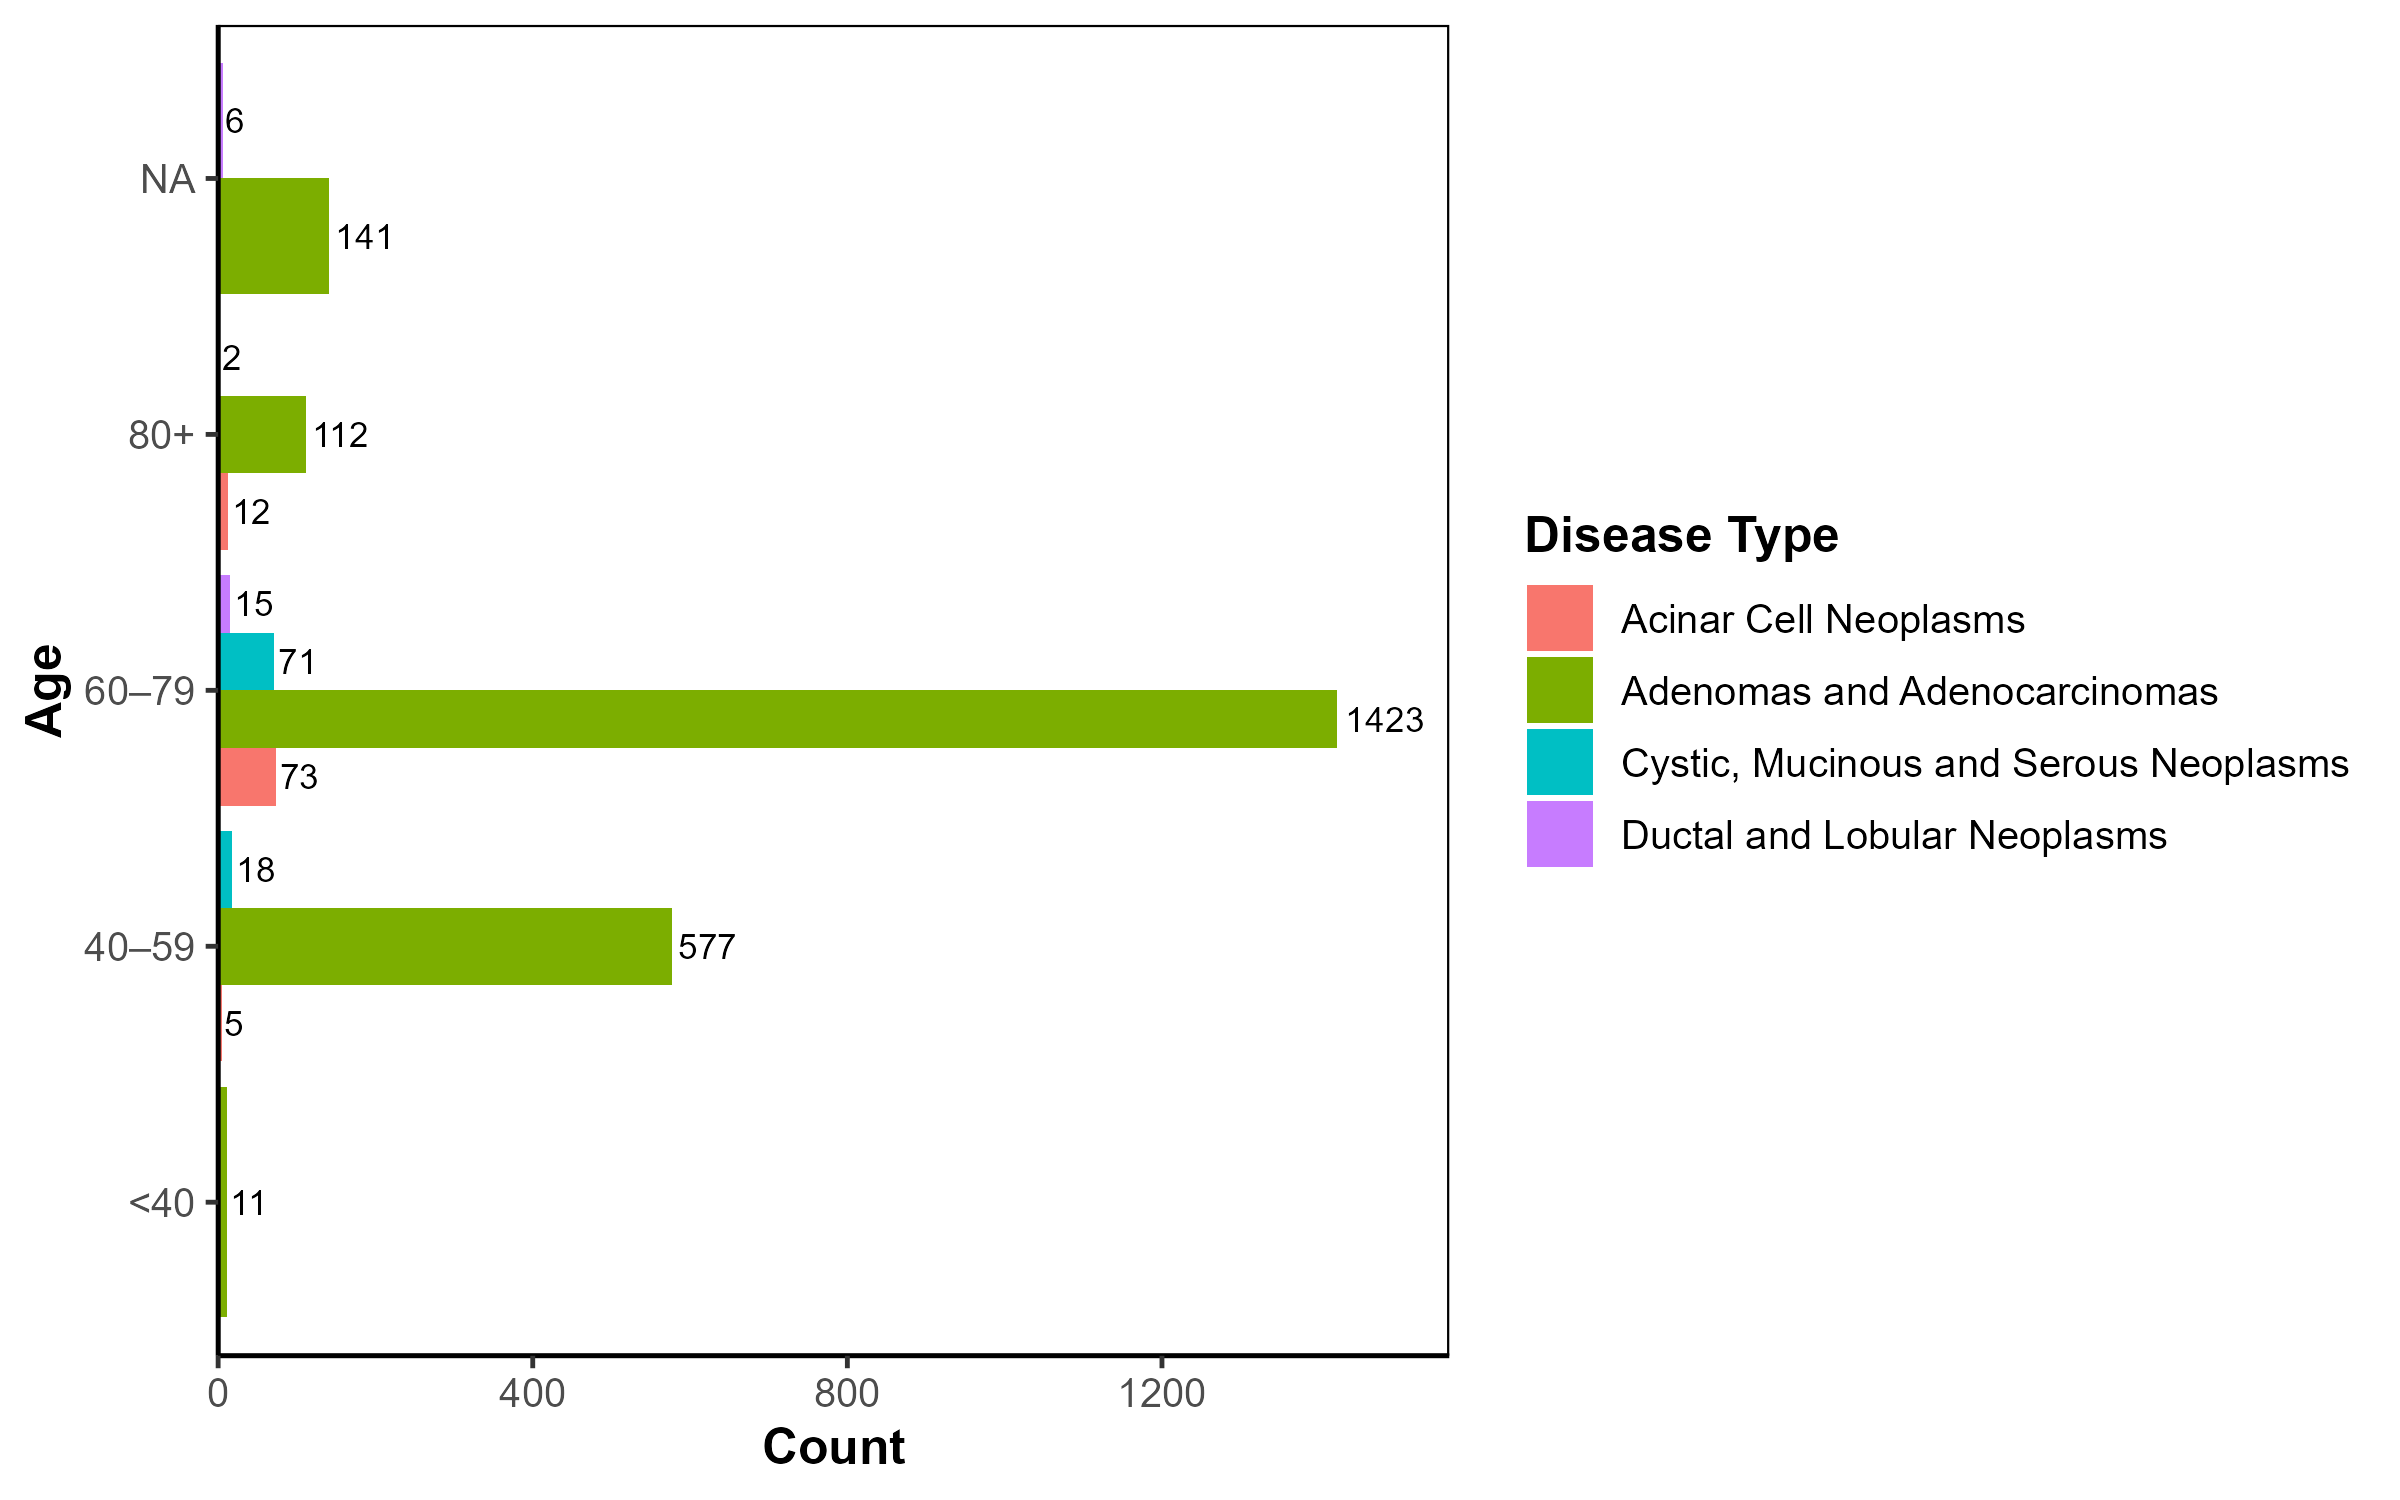 6
NA
141
2
80+
112
12
15
71
60–79
1423
73
18
40–59
577
5
<40
11
0 400 800 1200
Count
Age
Disease Type
Acinar Cell Neoplasms
Adenomas and Adenocarcinomas
Cystic, Mucinous and Serous Neoplasms
Ductal and Lobular Neoplasms